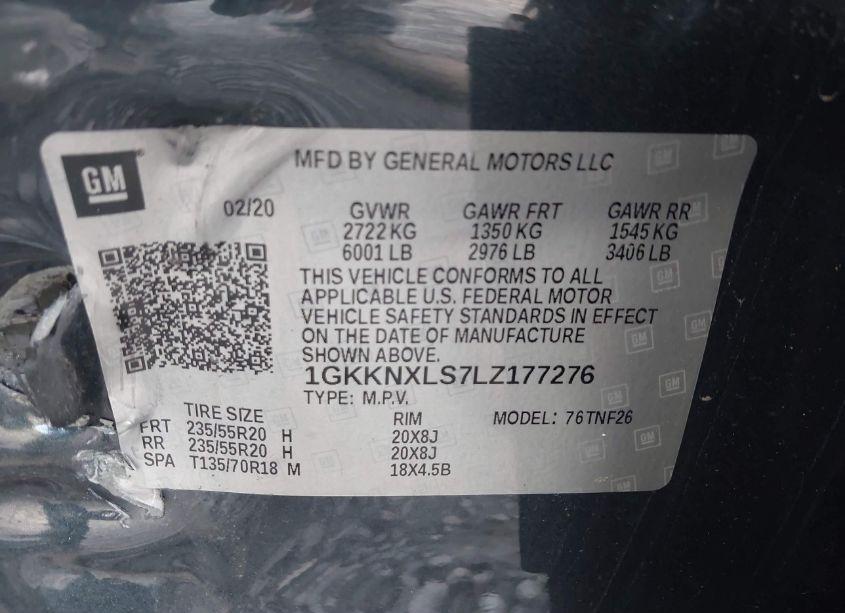 GM
MFD BY GENERAL MOTORS LLC
02/20 GVWR GAWR FRT GAWR RR
2722 KG 1350 KG 1545 KG
6001 LB 2976 LB 3406 LB
THIS VEHICLE CONFORMS TO ALL
APPLICABLE U.S. FEDERAL MOTOR
VEHICLE SAFETY STANDARDS IN EFFECT
ON THE DATE OF MANUFACTURE
SHOWN ABOVE.
1GKKNXLS7LZ177276
TYPE: M.P.V.
TIRE SIZE RIM MODEL: 76TNF26
FRT 235/55R20 H 20X8J
RR 235/55R20 H 20X8J
SPA T135/70R18 M 18X4.5B